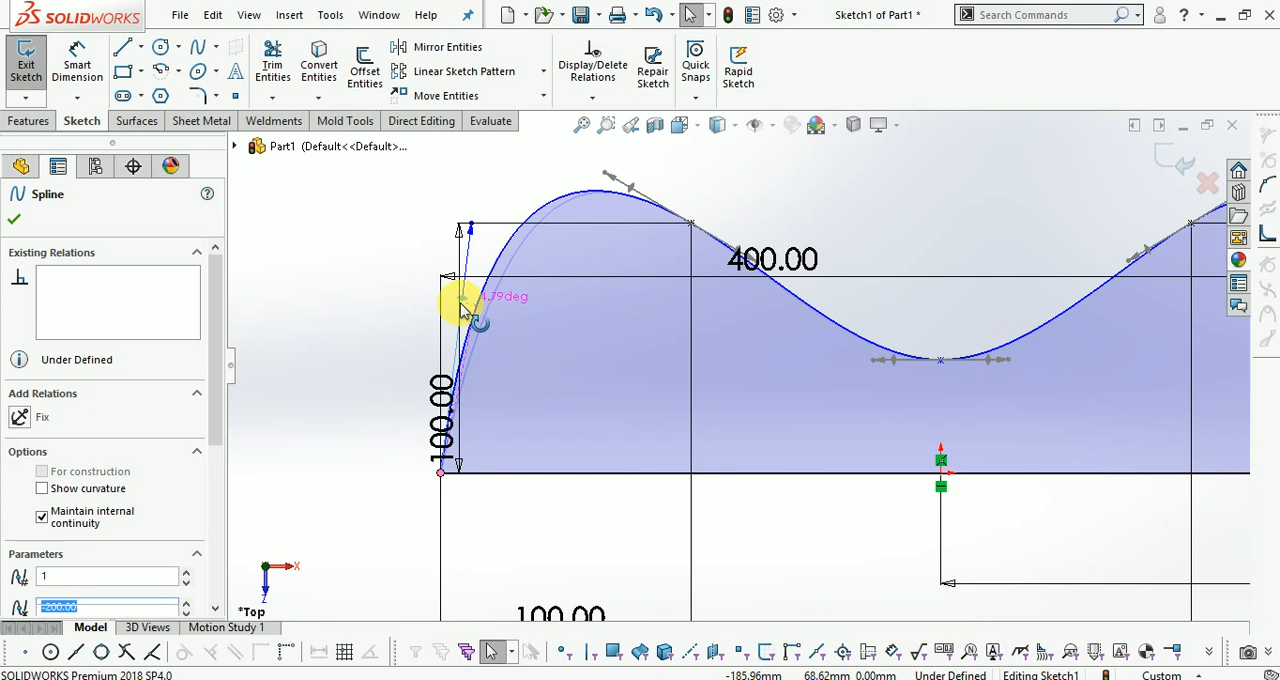 SOLIDWORKS File Edit View Insert Tools Window Help Sketch1 of Part1 * Search Commands ?
Exit Sketch
Smart Dimension
Trim Entities
Convert Entities
Offset Entities
Mirror Entities
Linear Sketch Pattern
Move Entities
Display/Delete Relations
Repair Sketch
Quick Snaps
Rapid Sketch
Features Sketch Surfaces Sheet Metal Weldments Mold Tools Direct Editing Evaluate
Part1 (Default<<Default>...
Spline
Existing Relations
Under Defined
Add Relations
Fix
Options
For construction
Show curvature
Maintain internal
continuity
Parameters
1
-200.00
400.00
4.79deg
100.00
100.00
X
Z
*Top
Model 3D Views Motion Study 1
SOLIDWORKS Premium 2018 SP4.0 -185.96mm 68.62mm 0.00mm Under Defined Editing Sketch1 Custom